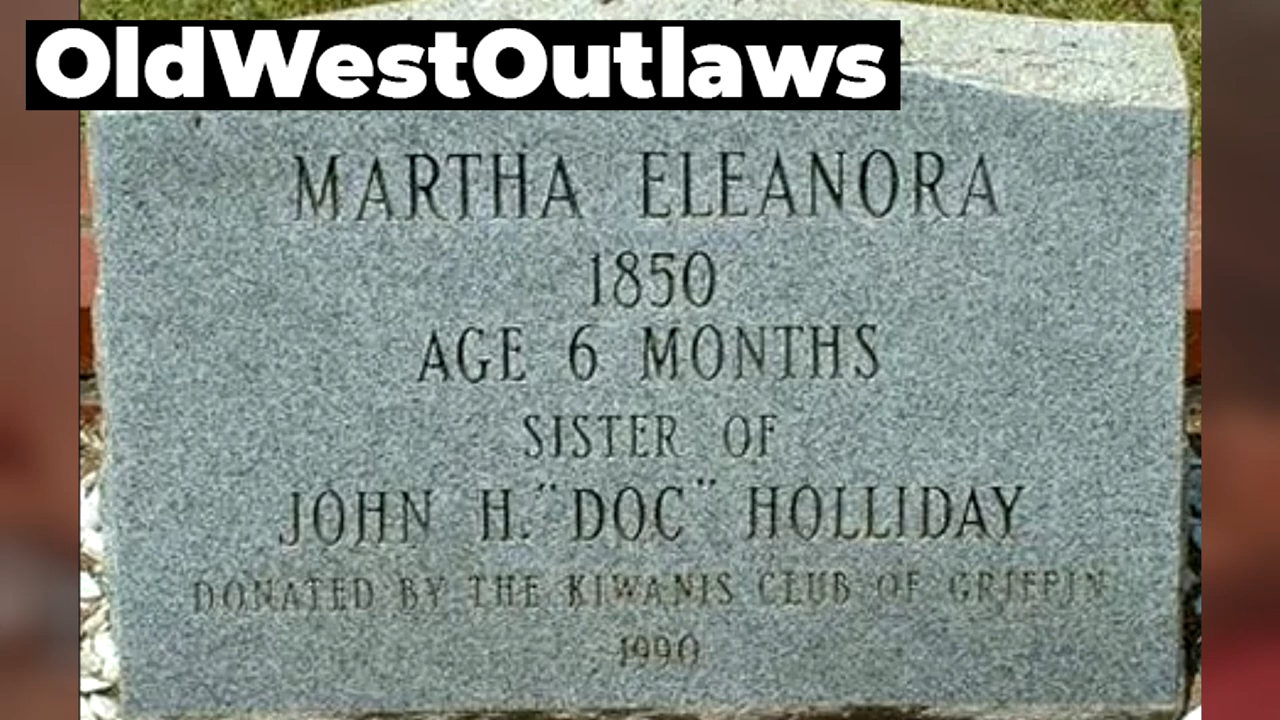 OldWestOutlaws
MARTHA ELEANORA
1850
AGE 6 MONTHS
SISTER OF
JOHN H. "DOC" HOLLIDAY
DONATED BY THE KIWANIS CLUB OF GRIFFIN
1990